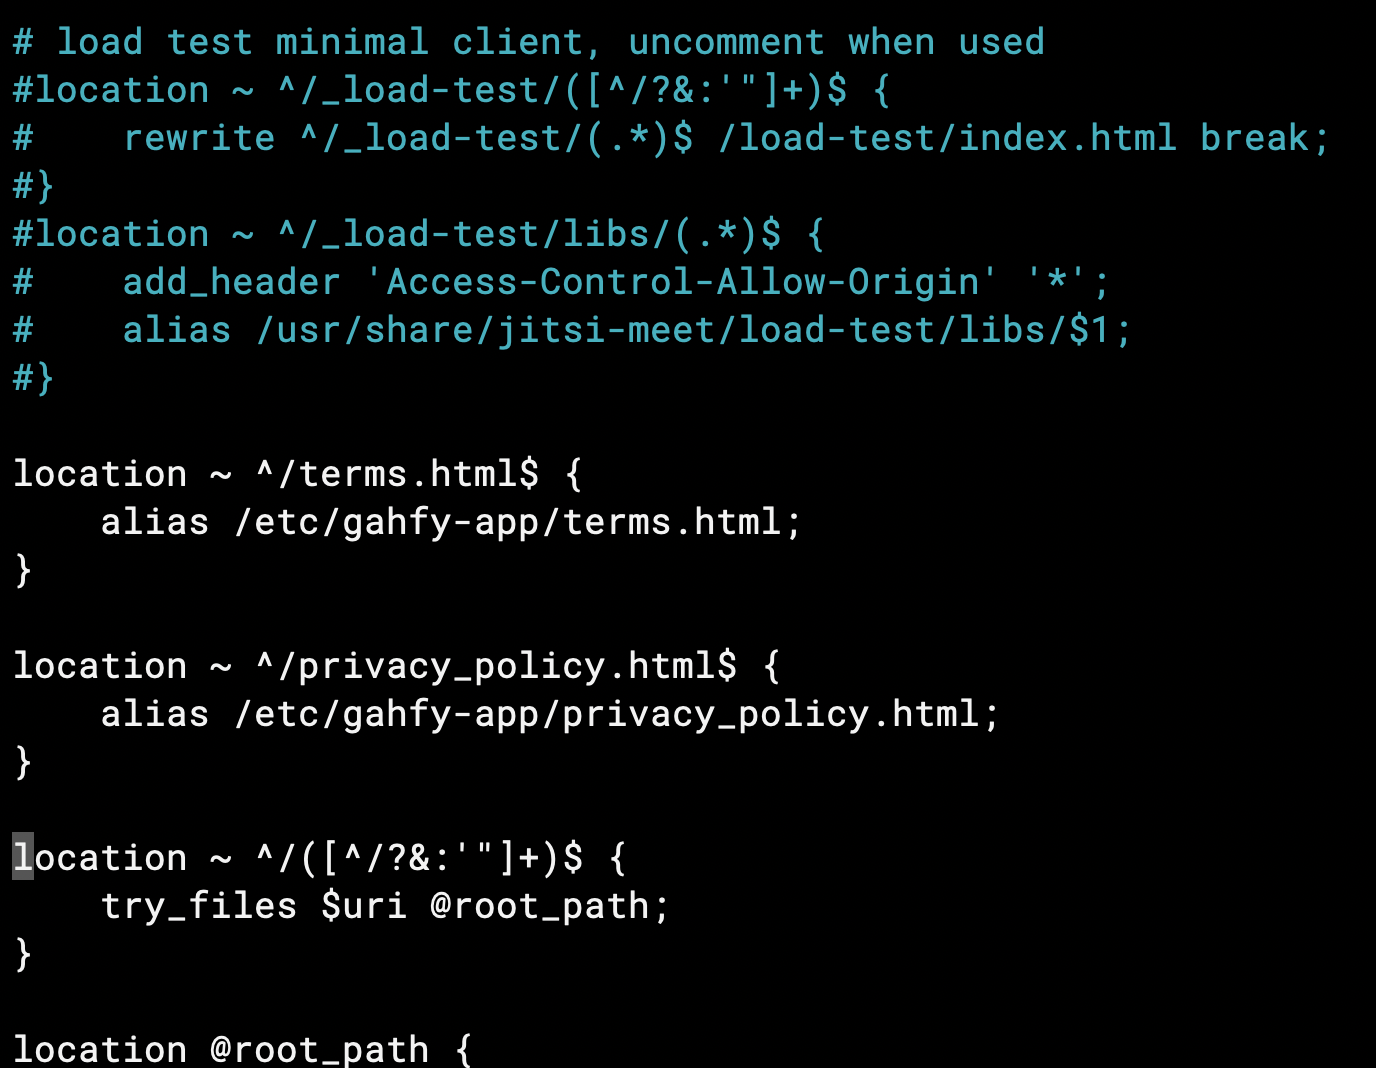 # load test minimal client, uncomment when used
#location ~ ^/_load-test/([^/?&:'"]+)$ {
#    rewrite ^/_load-test/(.*)$ /load-test/index.html break;
#}
#location ~ ^/_load-test/libs/(.*)$ {
#    add_header 'Access-Control-Allow-Origin' '*';
#    alias /usr/share/jitsi-meet/load-test/libs/$1;
#}

location ~ ^/terms.html$ {
    alias /etc/gahfy-app/terms.html;
}

location ~ ^/privacy_policy.html$ {
    alias /etc/gahfy-app/privacy_policy.html;
}

location ~ ^/([^/?&:'"]+)$ {
    try_files $uri @root_path;
}

location @root_path {